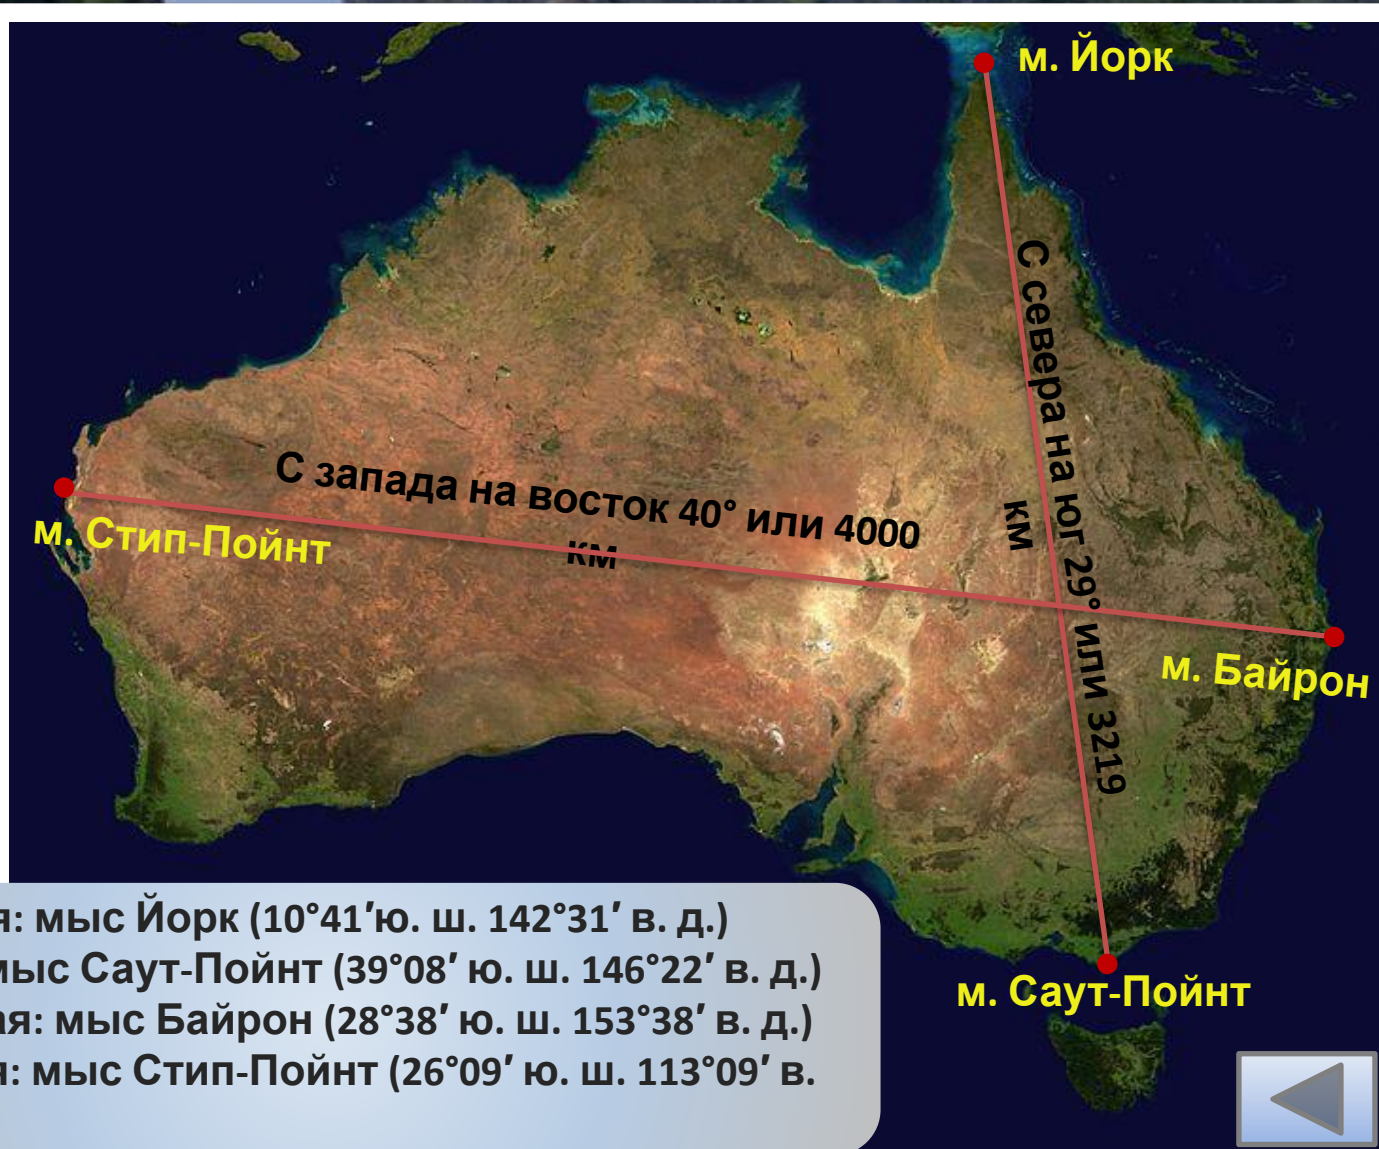 м. Йорк
С севера на юг 29° или 3219
км
С запада на восток 40° или 4000
км
м. Стип-Пойнт
м. Байрон
я: мыс Йорк (10°41′ю. ш. 142°31′ в. д.)
мыс Саут-Пойнт (39°08′ ю. ш. 146°22′ в. д.)
ая: мыс Байрон (28°38′ ю. ш. 153°38′ в. д.)
я: мыс Стип-Пойнт (26°09′ ю. ш. 113°09′ в.
м. Саут-Пойнт